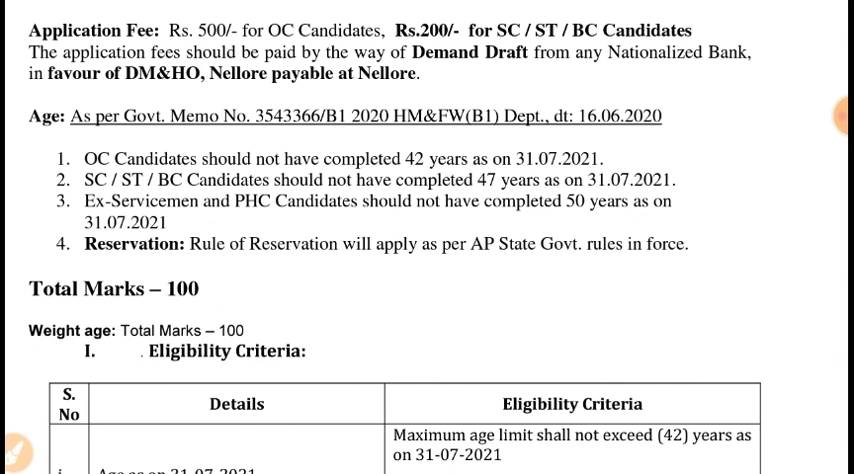 Application Fee: Rs. 500/- for OC Candidates, Rs.200/- for SC / ST / BC Candidates
The application fees should be paid by the way of Demand Draft from any Nationalized Bank,
in favour of DM&HO, Nellore payable at Nellore.
Age: As per Govt. Memo No. 3543366/B1 2020 HM&FW(B1) Dept., dt: 16.06.2020
1. OC Candidates should not have completed 42 years as on 31.07.2021.
2. SC / ST / BC Candidates should not have completed 47 years as on 31.07.2021.
3. Ex-Servicemen and PHC Candidates should not have completed 50 years as on
31.07.2021
4. Reservation: Rule of Reservation will apply as per AP State Govt. rules in force.
Total Marks – 100
Weight age: Total Marks – 100
I. . Eligibility Criteria:
S.
No
Details
Eligibility Criteria
Maximum age limit shall not exceed (42) years as
on 31-07-2021
i Age as on 31-07-2021